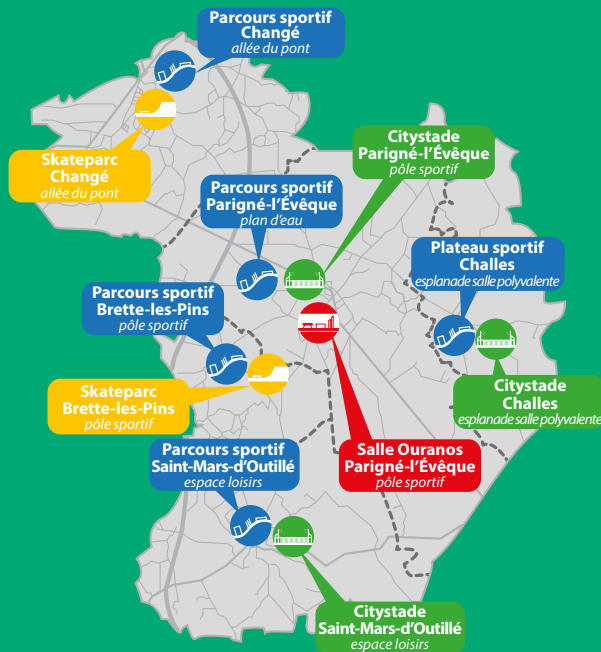 Parcours sportif
Changé
allée du pont
Skateparc
Changé
allée du pont
Citystade
Parigné-l'Évêque
pôle sportif
Parcours sportif
Parigné-l'Évêque
plan d'eau
Plateau sportif
Challes
esplanade salle polyvalente
Parcours sportif
Brette-les-Pins
pôle sportif
Skateparc
Brette-les-Pins
pôle sportif
Citystade
Challes
esplanade salle polyvalente
Parcours sportif
Saint-Mars-d'Outillé
espace loisirs
Salle Ouranos
Parigné-l'Évêque
pôle sportif
Citystade
Saint-Mars-d'Outillé
espace loisirs